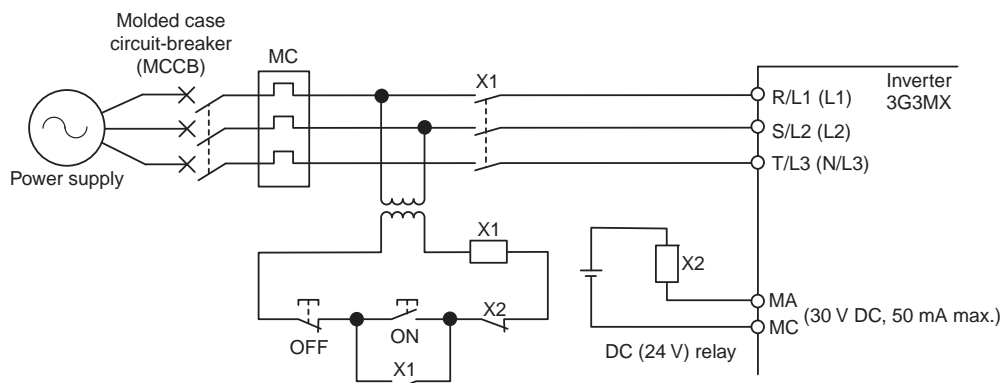 Molded case
circuit-breaker
(MCCB)
MC
X1
Inverter
3G3MX
R/L1 (L1)
S/L2 (L2)
T/L3 (N/L3)
Power supply
X1
X2
X2
OFF
ON
X1
MA
MC
(30 V DC, 50 mA max.)
DC (24 V) relay